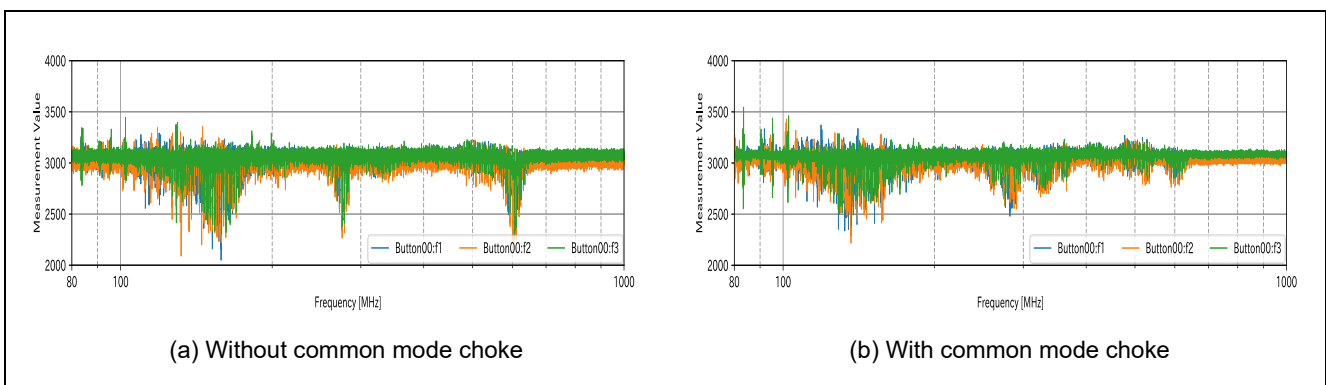 4000
3500
3000
2500
2000
Measurement Value
Button00:f1 Button00:f2 Button00:f3
80 100 1000
Frequency [MHz]
(a) Without common mode choke
4000
3500
3000
2500
2000
Measurement Value
Button00:f1 Button00:f2 Button00:f3
80 100 1000
Frequency [MHz]
(b) With common mode choke